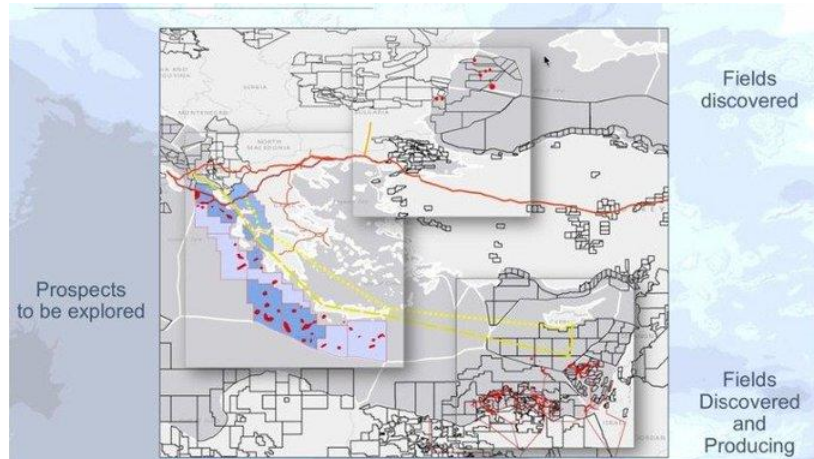 Fields
discovered
SERBIA
MONTENEGRO
BULGARIA
NORTH
MACEDONIA
Prospects
to be explored
CYPRUS
Fields
Discovered
and
Producing
ISRAEL
JORDAN